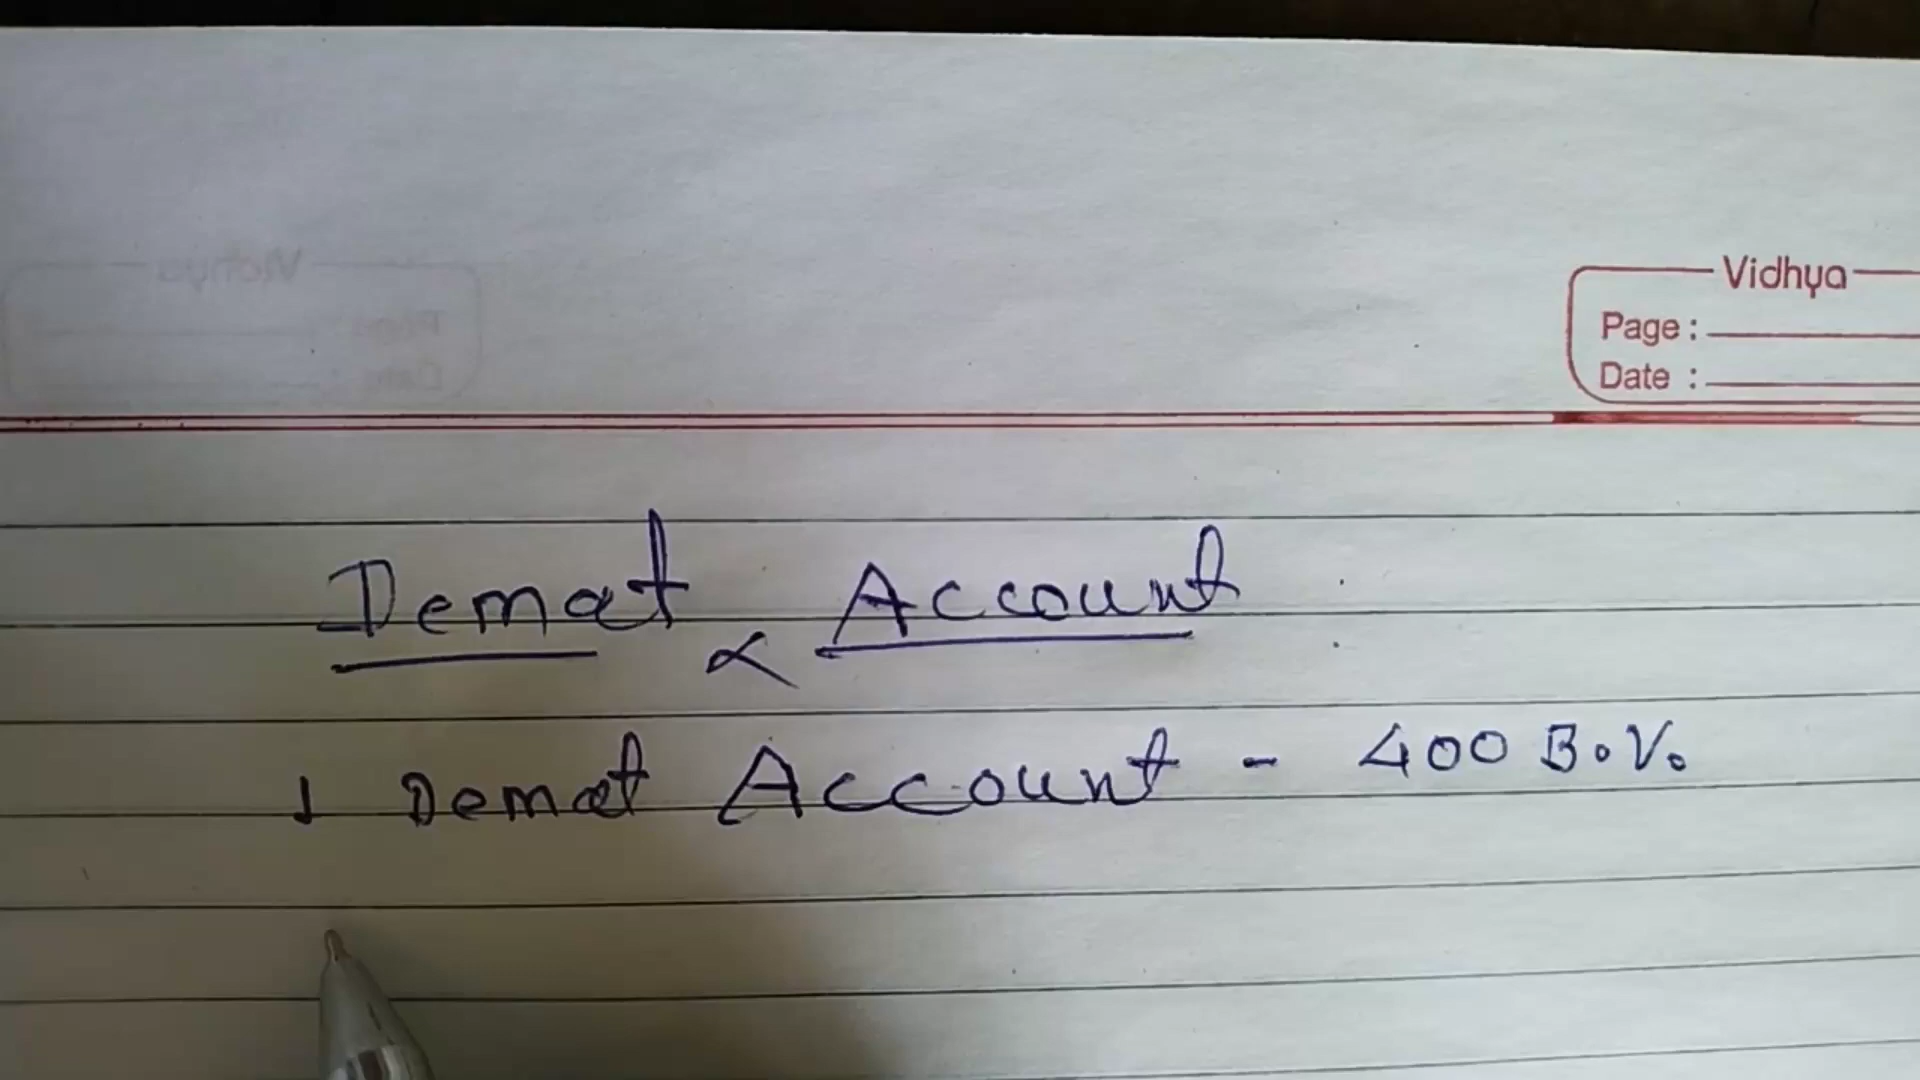 Vidhya
Page :
Date :
Demat Account
1 Demat Account - 400 B.V.